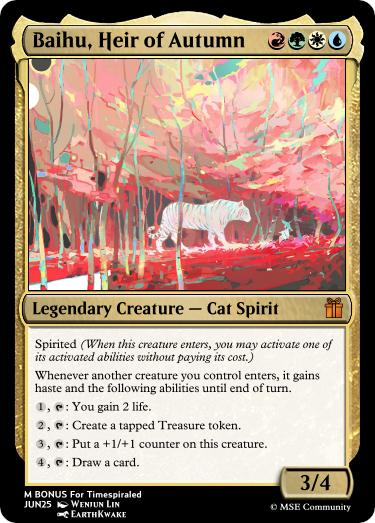 Baihu, Heir of Autumn
Legendary Creature — Cat Spirit
Spirited (When this creature enters, you may activate one of
its activated abilities without paying its cost.)
Whenever another creature you control enters, it gains
haste and the following abilities until end of turn.
1, : You gain 2 life.
2, : Create a tapped Treasure token.
3, : Put a +1/+1 counter on this creature.
4, : Draw a card.
3/4
M BONUS For Timespiraled
JUN25 Wenjun Lin
EarthKwake
© MSE Community